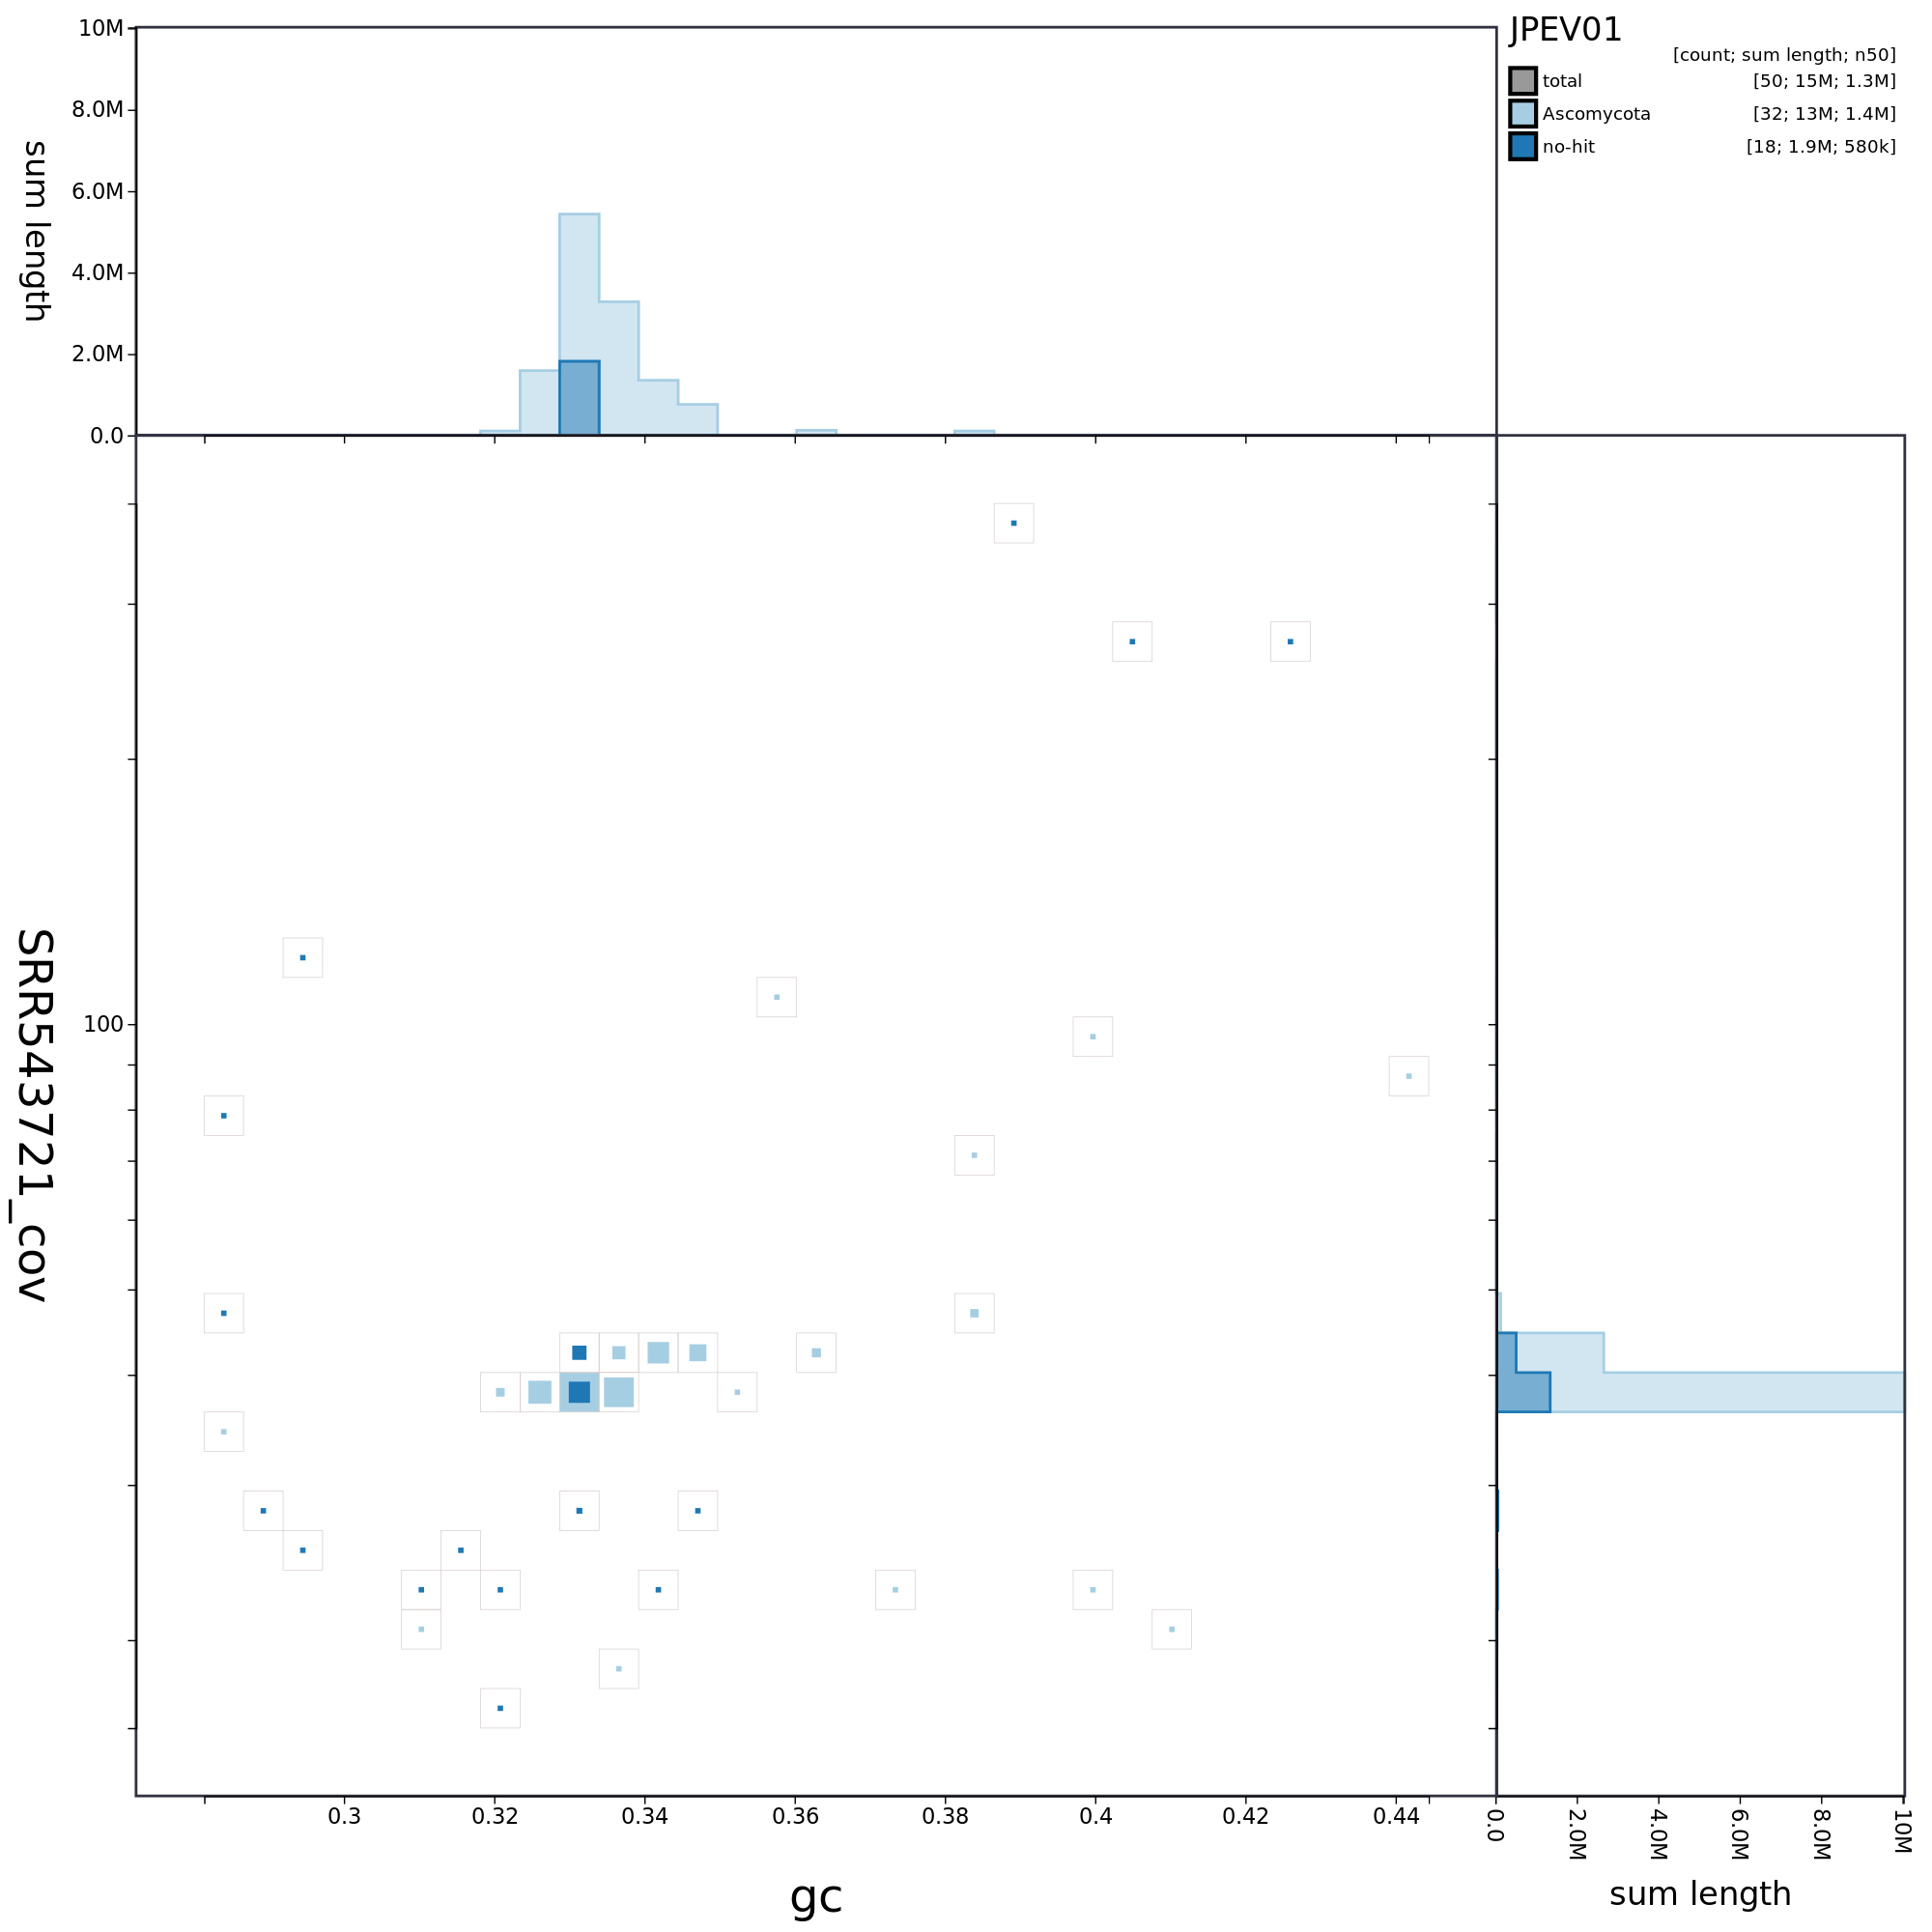 JPEV01
[count; sum length; n50]
total [50; 15M; 1.3M]
Ascomycota [32; 13M; 1.4M]
no-hit [18; 1.9M; 580k]
10M
8.0M
6.0M
4.0M
2.0M
0.0
sum length
100
SRR543721_cov
0.3 0.32 0.34 0.36 0.38 0.4 0.42 0.44
gc
0.0 2.0M 4.0M 6.0M 8.0M 10M
sum length